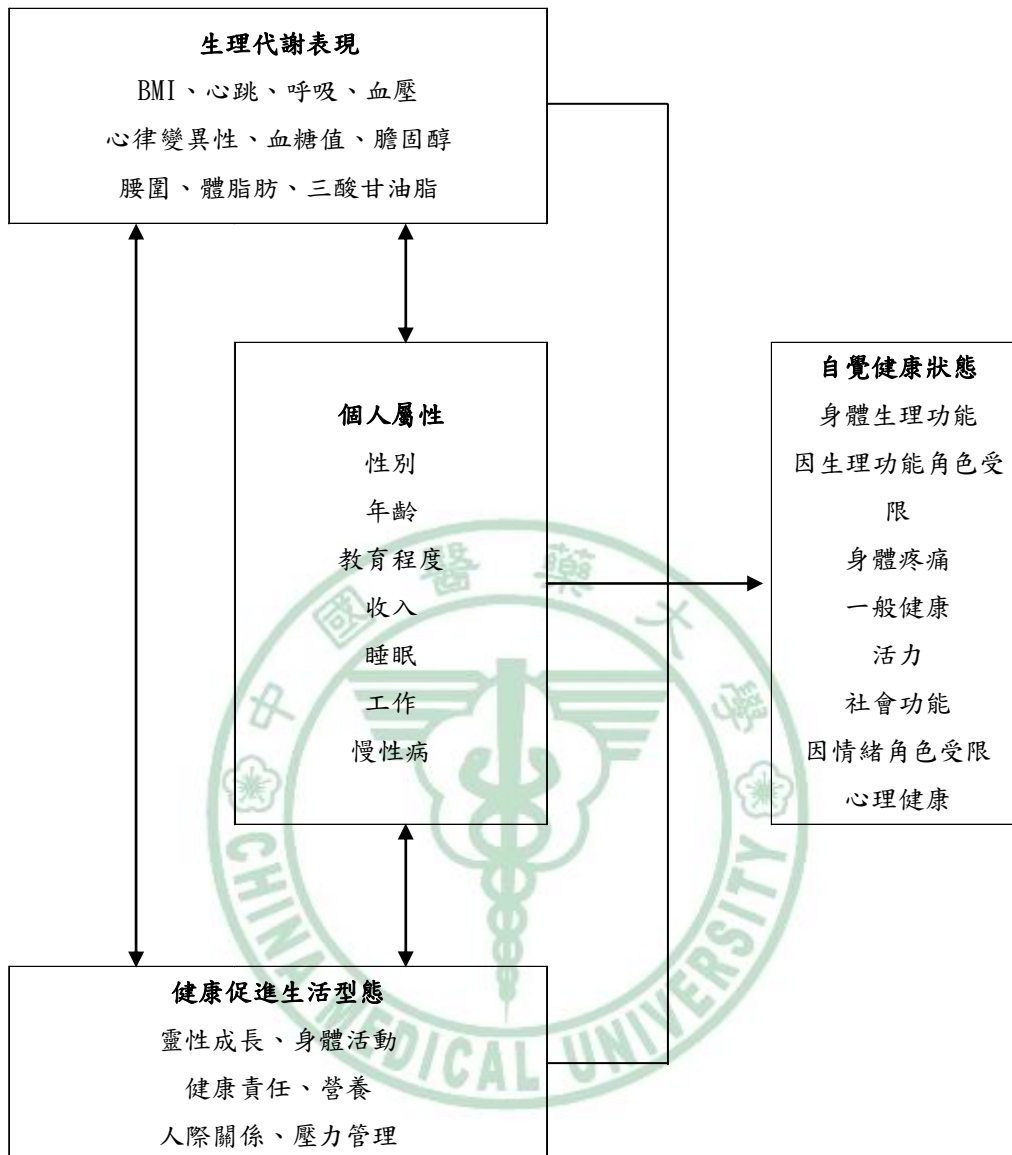 生理代謝表現
BMI、心跳、呼吸、血壓
心律變異性、血糖值、膽固醇
腰圍、體脂肪、三酸甘油脂
個人屬性
性別
年齡
教育程度
收入
睡眠
工作
慢性病
自覺健康狀態
身體生理功能
因生理功能角色受
限
身體疼痛
一般健康
活力
社會功能
因情緒角色受限
心理健康
健康促進生活型態
靈性成長、身體活動
健康責任、營養
人際關係、壓力管理
中國醫藥大學
CHINA MEDICAL UNIVERSITY